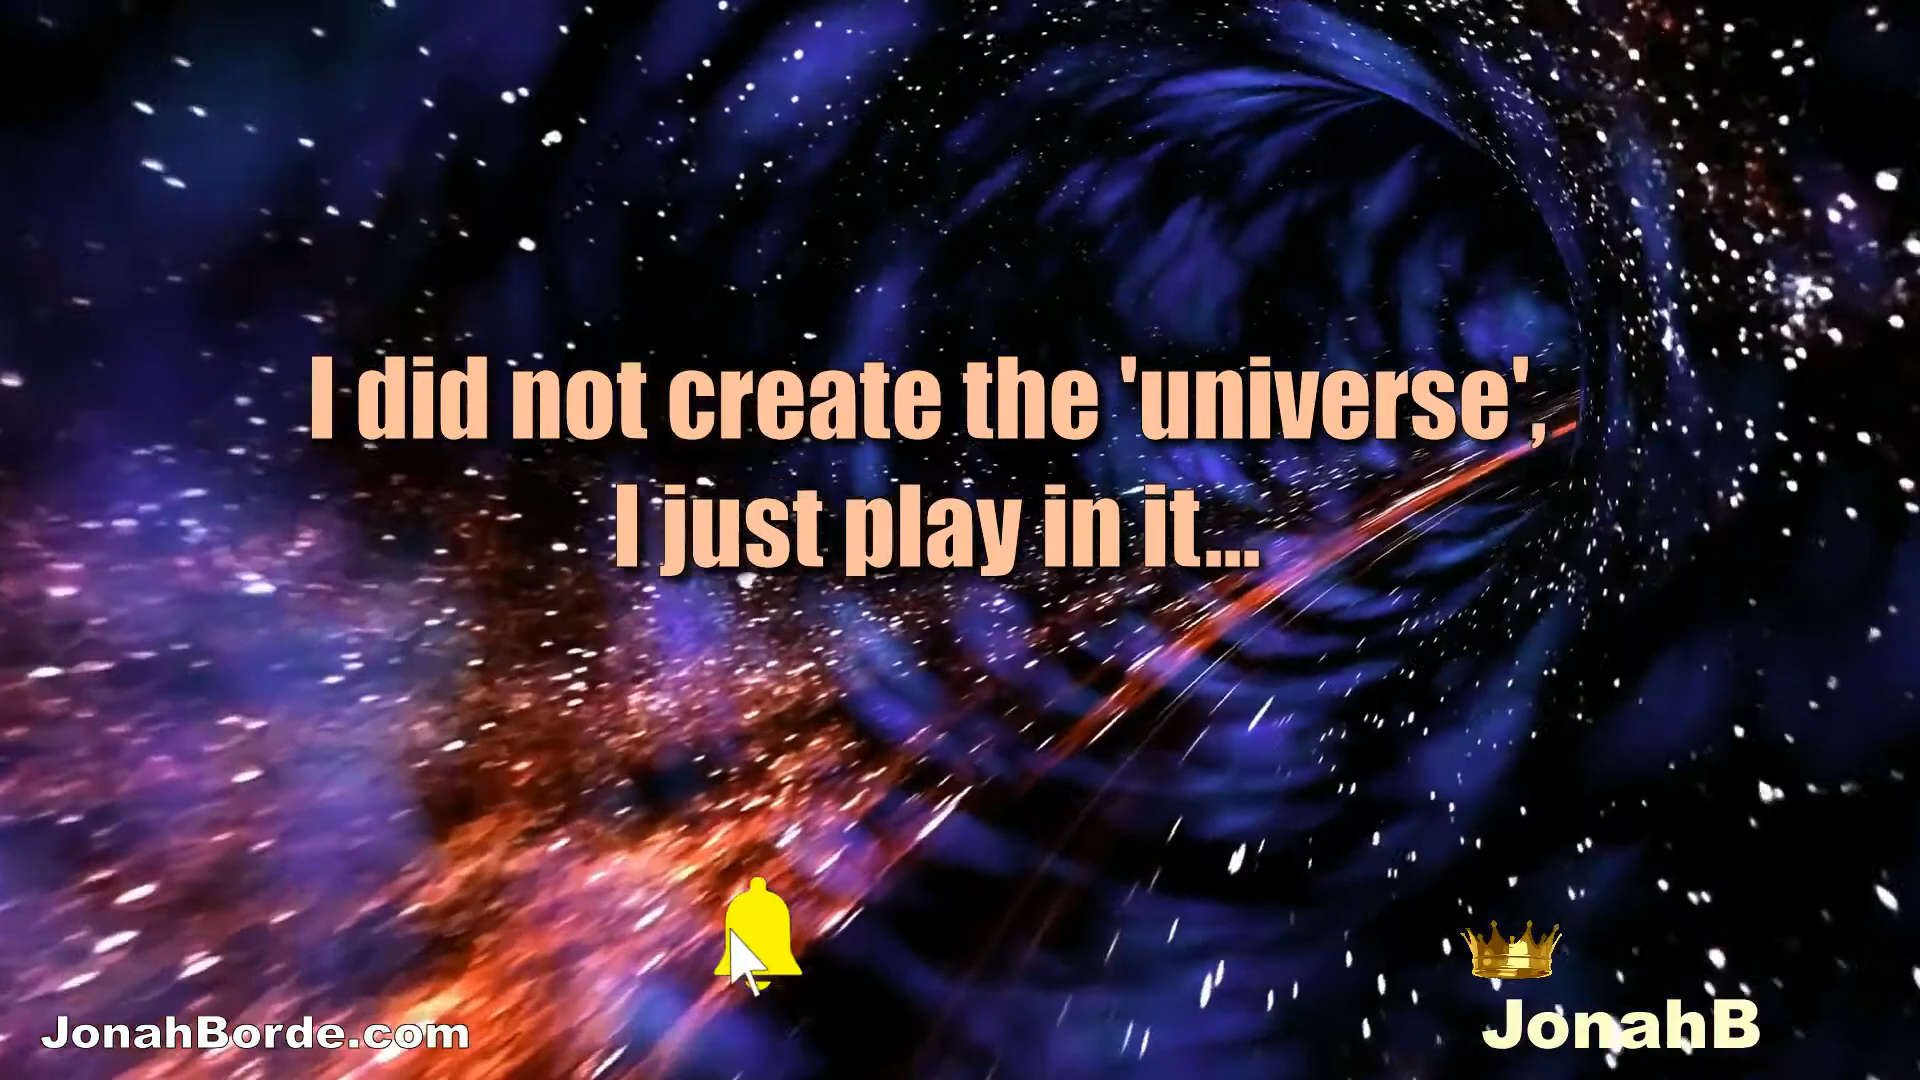 I did not create the 'universe',
I just play in it...
JonahBorde.com
JonahB